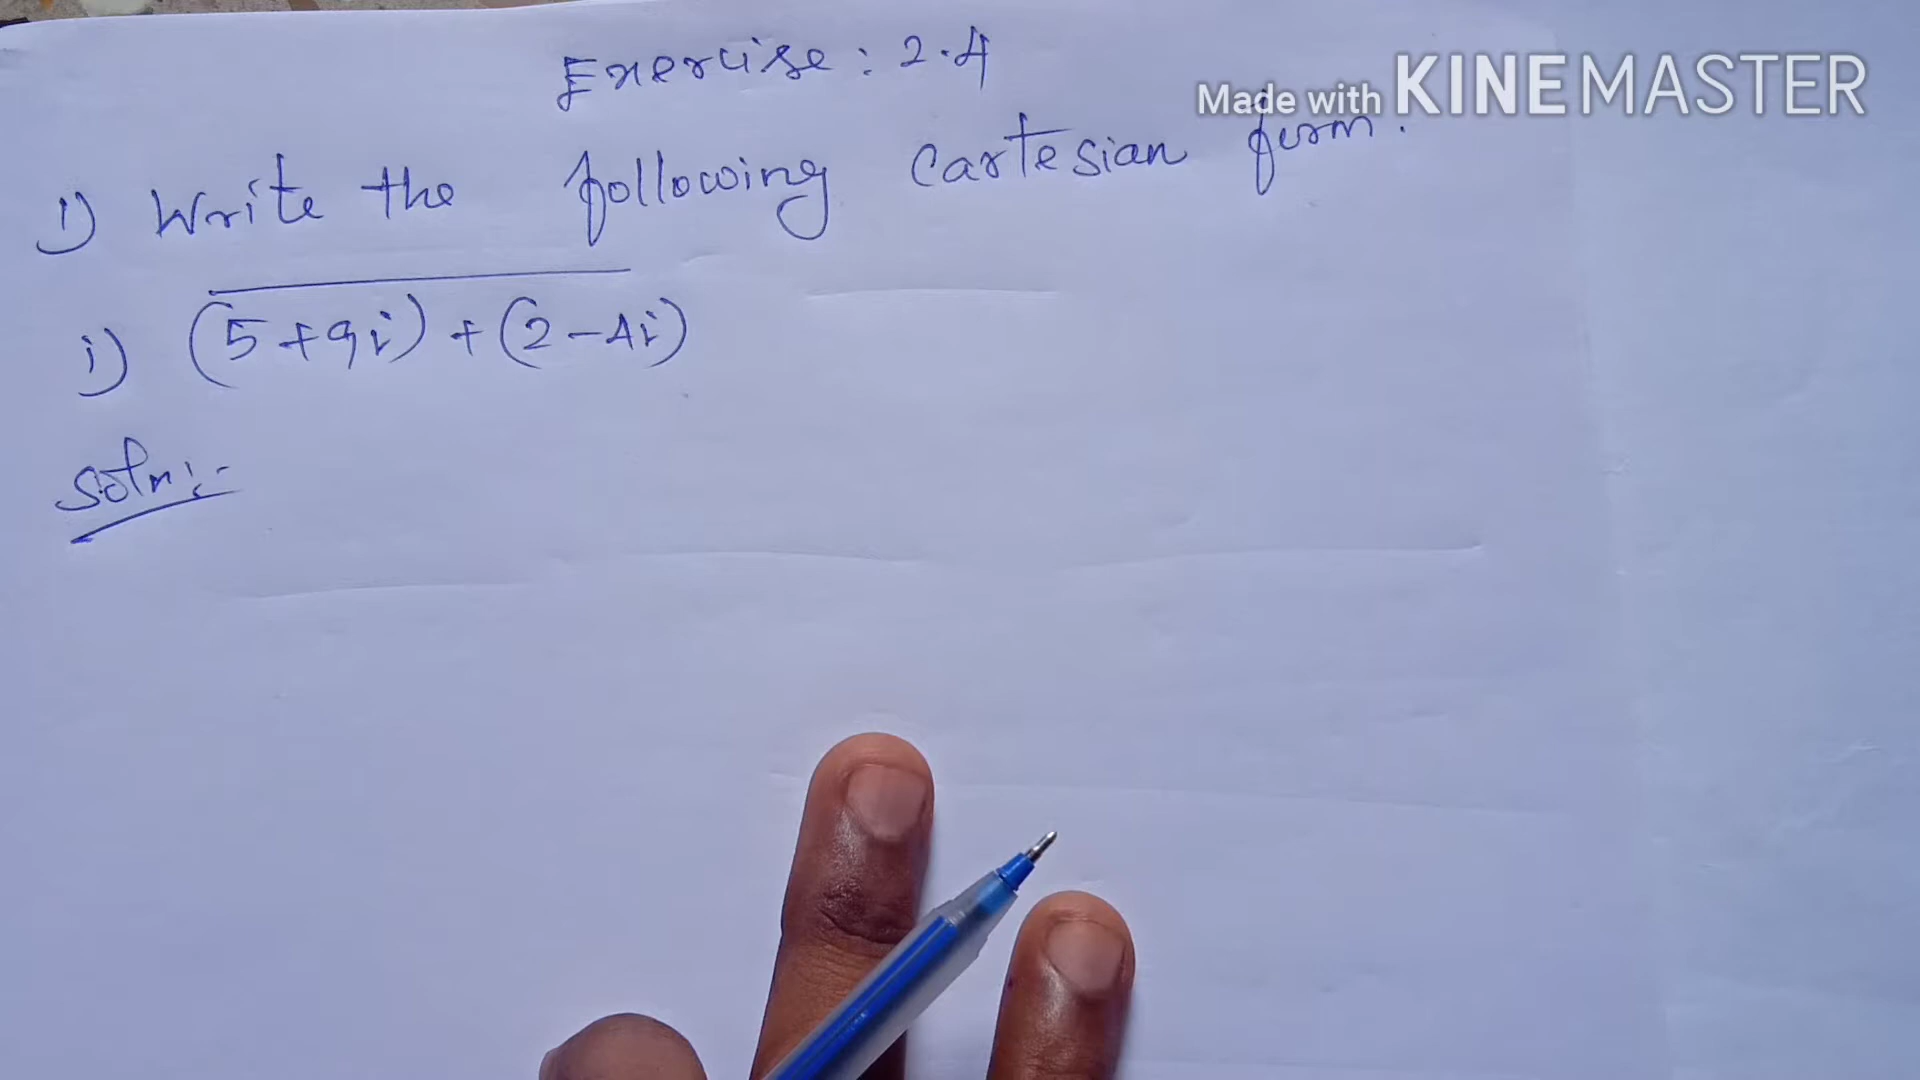 Exercise: 2.4
Made with KINEMASTER
1) Write the following Cartesian form.
i) (5+9i) + (2-4i)
Soln:-